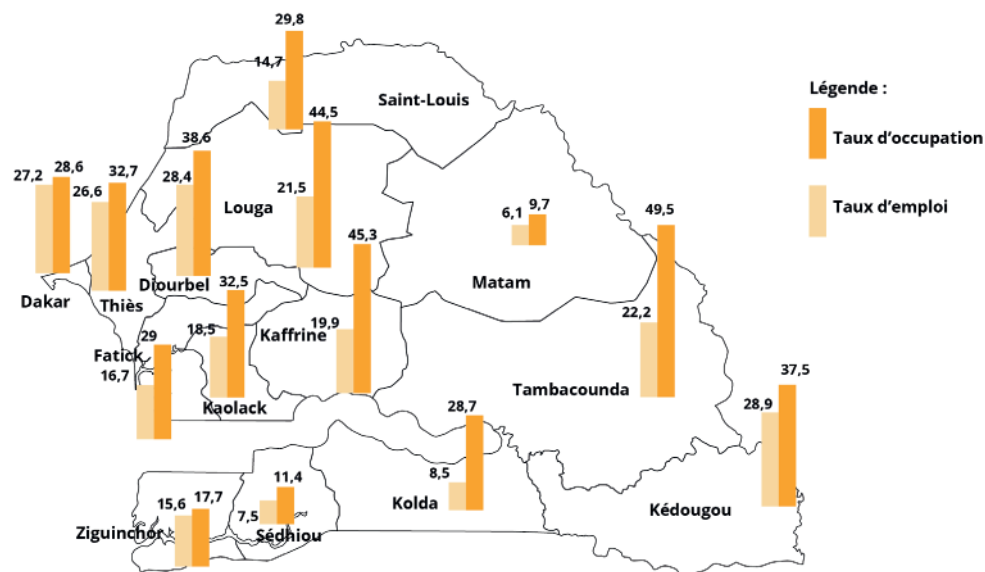 29,8
14,7
Saint-Louis
Légende :
Taux d'occupation
Taux d'emploi
44,5
38,6
28,4
21,5
Louga
27,2
28,6
26,6
32,7
Dakar
Thiès
Diourbel
6,1
9,7
Matam
49,5
22,2
Tambacounda
45,3
19,9
Kaffrine
32,5
18,5
Kaolack
29
Fatick
16,7
28,7
8,5
Kolda
37,5
28,9
Kédougou
15,6
17,7
Ziguinchor
11,4
7,5
Sédhiou